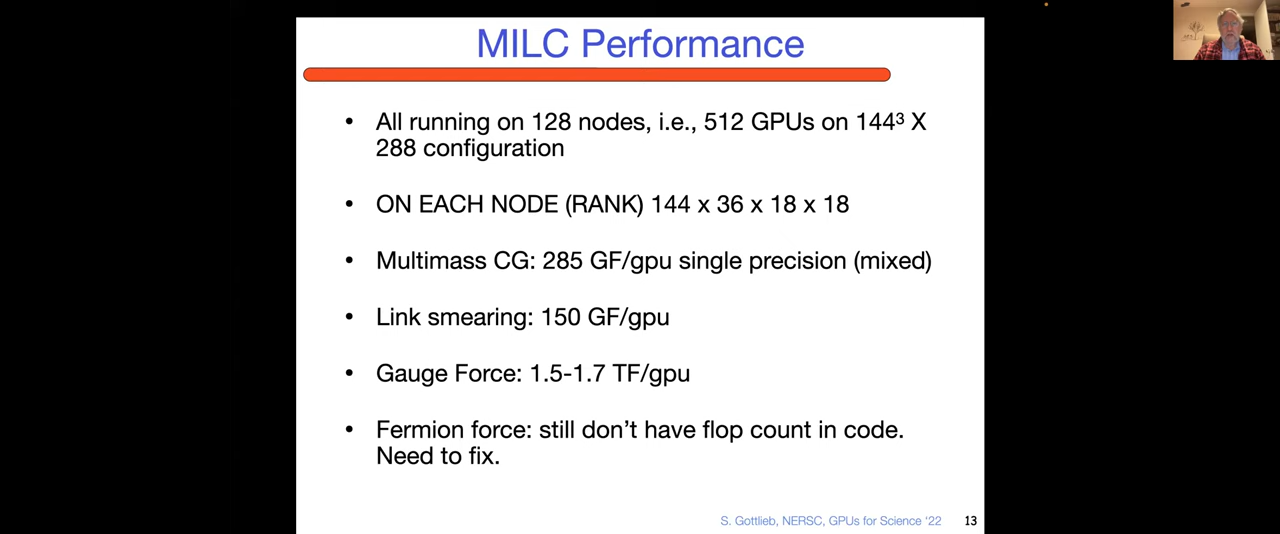 MILC Performance
• All running on 128 nodes, i.e., 512 GPUs on 144³ X
288 configuration
• ON EACH NODE (RANK) 144 x 36 x 18 x 18
• Multimass CG: 285 GF/gpu single precision (mixed)
• Link smearing: 150 GF/gpu
• Gauge Force: 1.5-1.7 TF/gpu
• Fermion force: still don’t have flop count in code.
Need to fix.
S. Gottlieb, NERSC, GPUs for Science ‘22 13